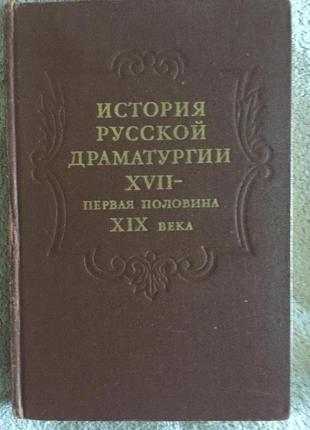 ИСТОРИЯ
РУССКОЙ
ДРАМАТУРГИИ
XVII-
ПЕРВАЯ ПОЛОВИНА
XIX ВЕКА